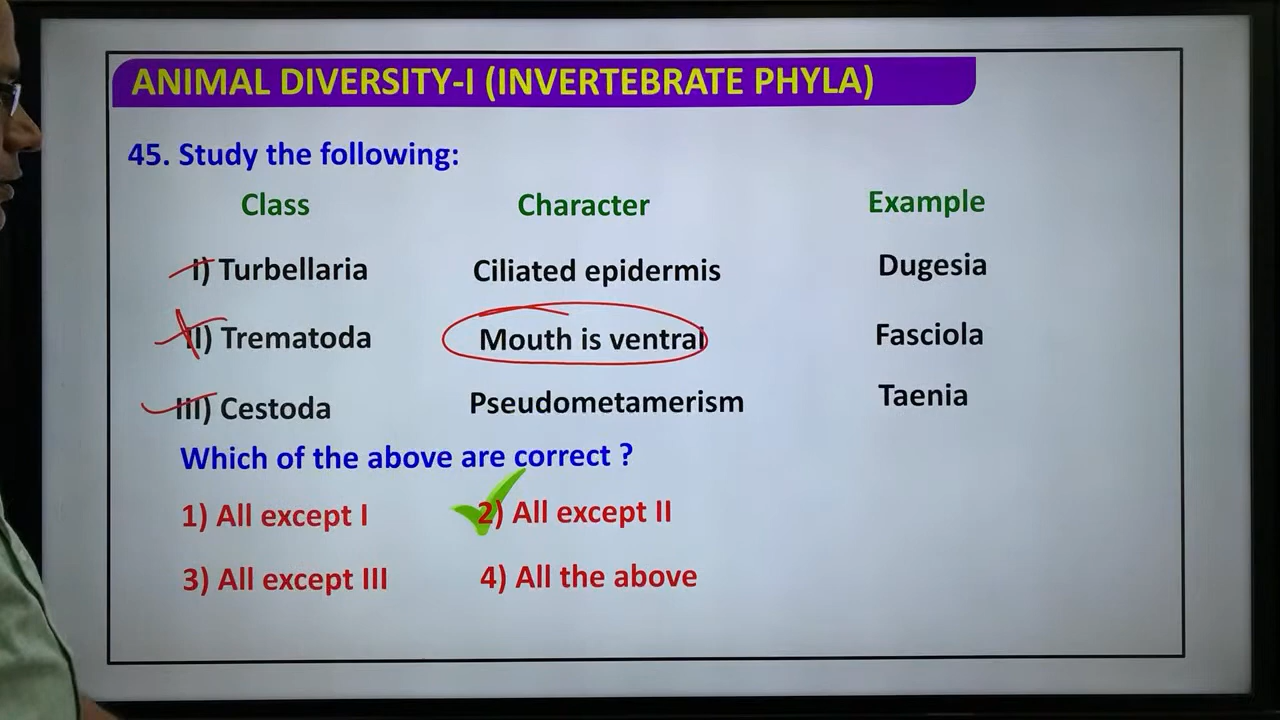 ANIMAL DIVERSITY-I (INVERTEBRATE PHYLA)
45. Study the following:
Class Character Example
I) Turbellaria Ciliated epidermis Dugesia
II) Trematoda Mouth is ventral Fasciola
III) Cestoda Pseudometamerism Taenia
Which of the above are correct ?
1) All except I 2) All except II
3) All except III 4) All the above